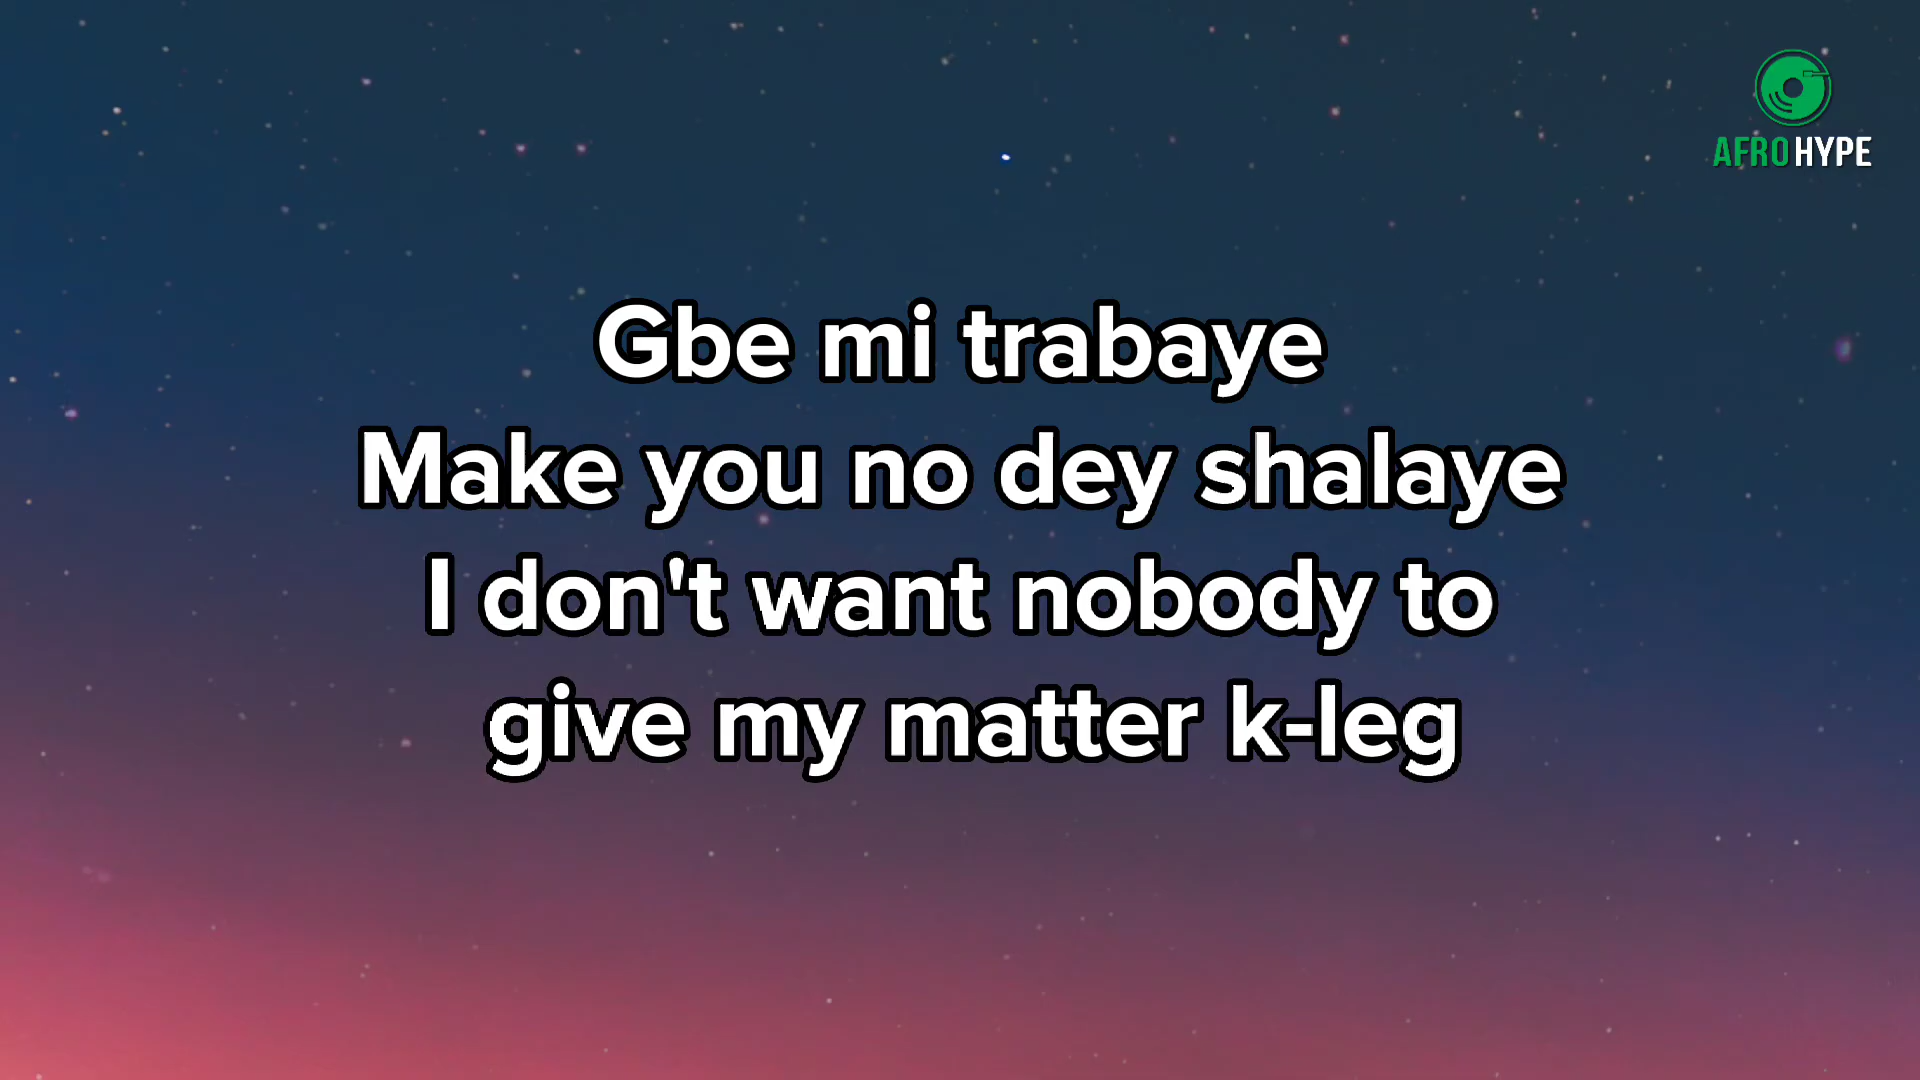 AFROHYPE
Gbe mi trabaye
Make you no dey shalaye
I don't want nobody to
give my matter k-leg